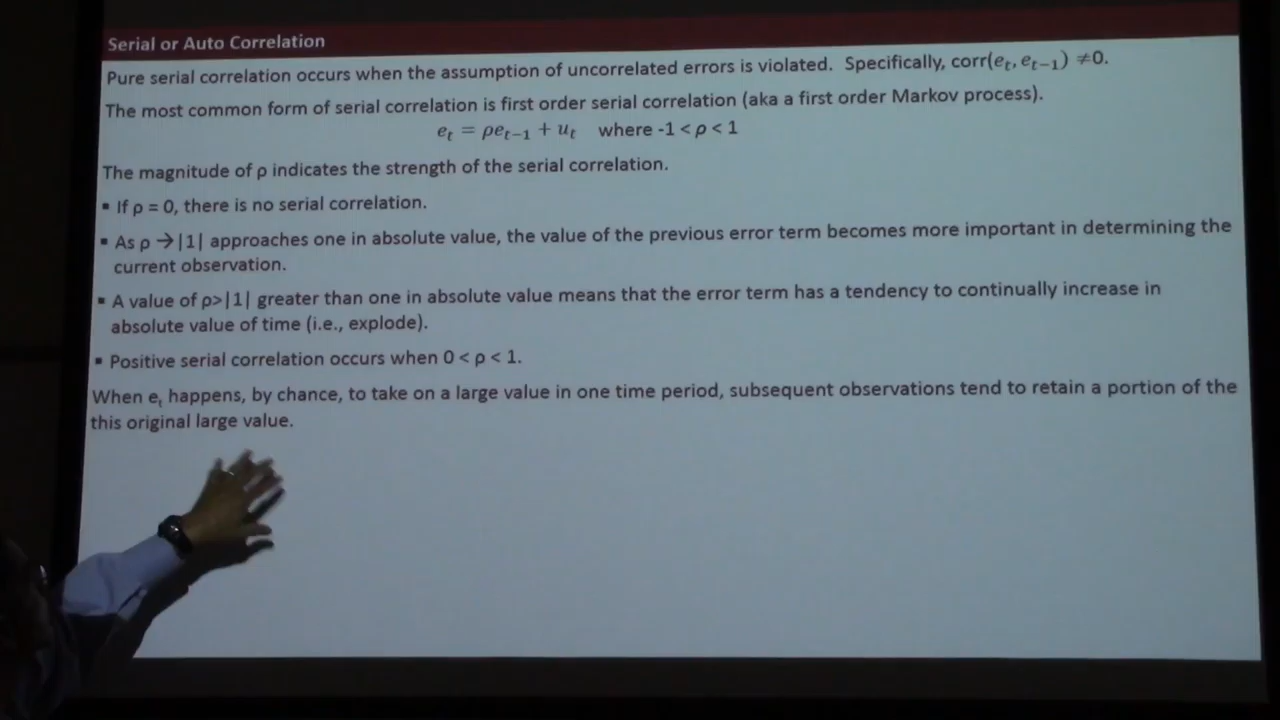 Serial or Auto Correlation
Pure serial correlation occurs when the assumption of uncorrelated errors is violated. Specifically, corr(eₜ, eₜ₋₁) ≠0.
The most common form of serial correlation is first order serial correlation (aka a first order Markov process).
eₜ = ρeₜ₋₁ + uₜ where -1 < ρ < 1
The magnitude of ρ indicates the strength of the serial correlation.
▪ If ρ = 0, there is no serial correlation.
▪ As ρ →|1| approaches one in absolute value, the value of the previous error term becomes more important in determining the
current observation.
▪ A value of ρ>|1| greater than one in absolute value means that the error term has a tendency to continually increase in
absolute value of time (i.e., explode).
▪ Positive serial correlation occurs when 0 < ρ < 1.
When eₜ happens, by chance, to take on a large value in one time period, subsequent observations tend to retain a portion of the
this original large value.